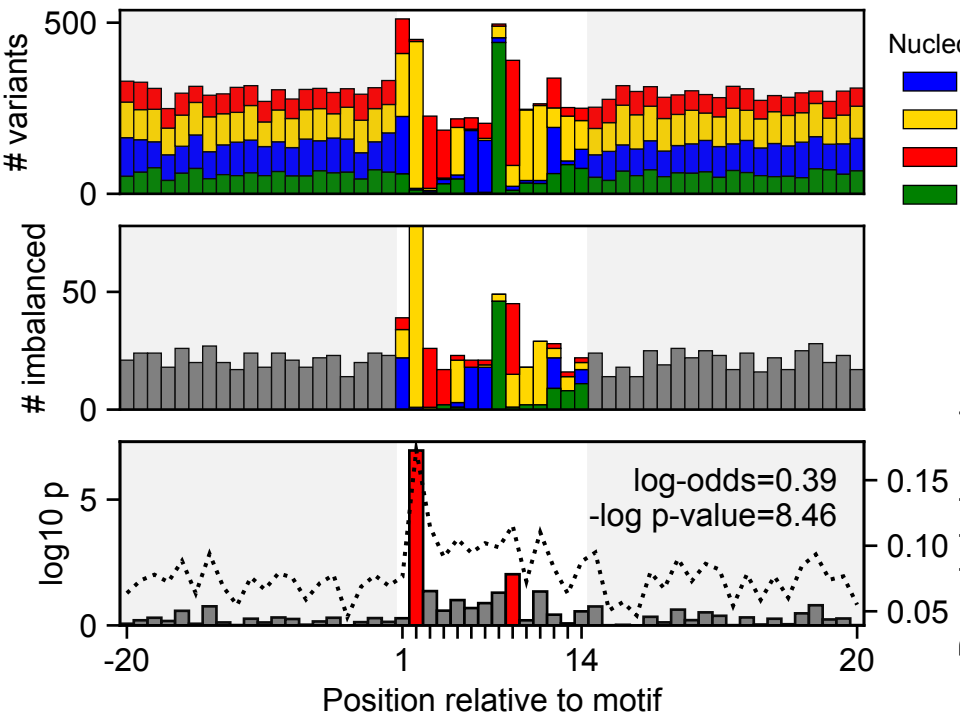 500
0
# variants
Nuclec
50
0
# imbalanced
5
0
log10 p
log-odds=0.39
-log p-value=8.46
0.15
0.10
0.05
-20
1
14
20
Position relative to motif